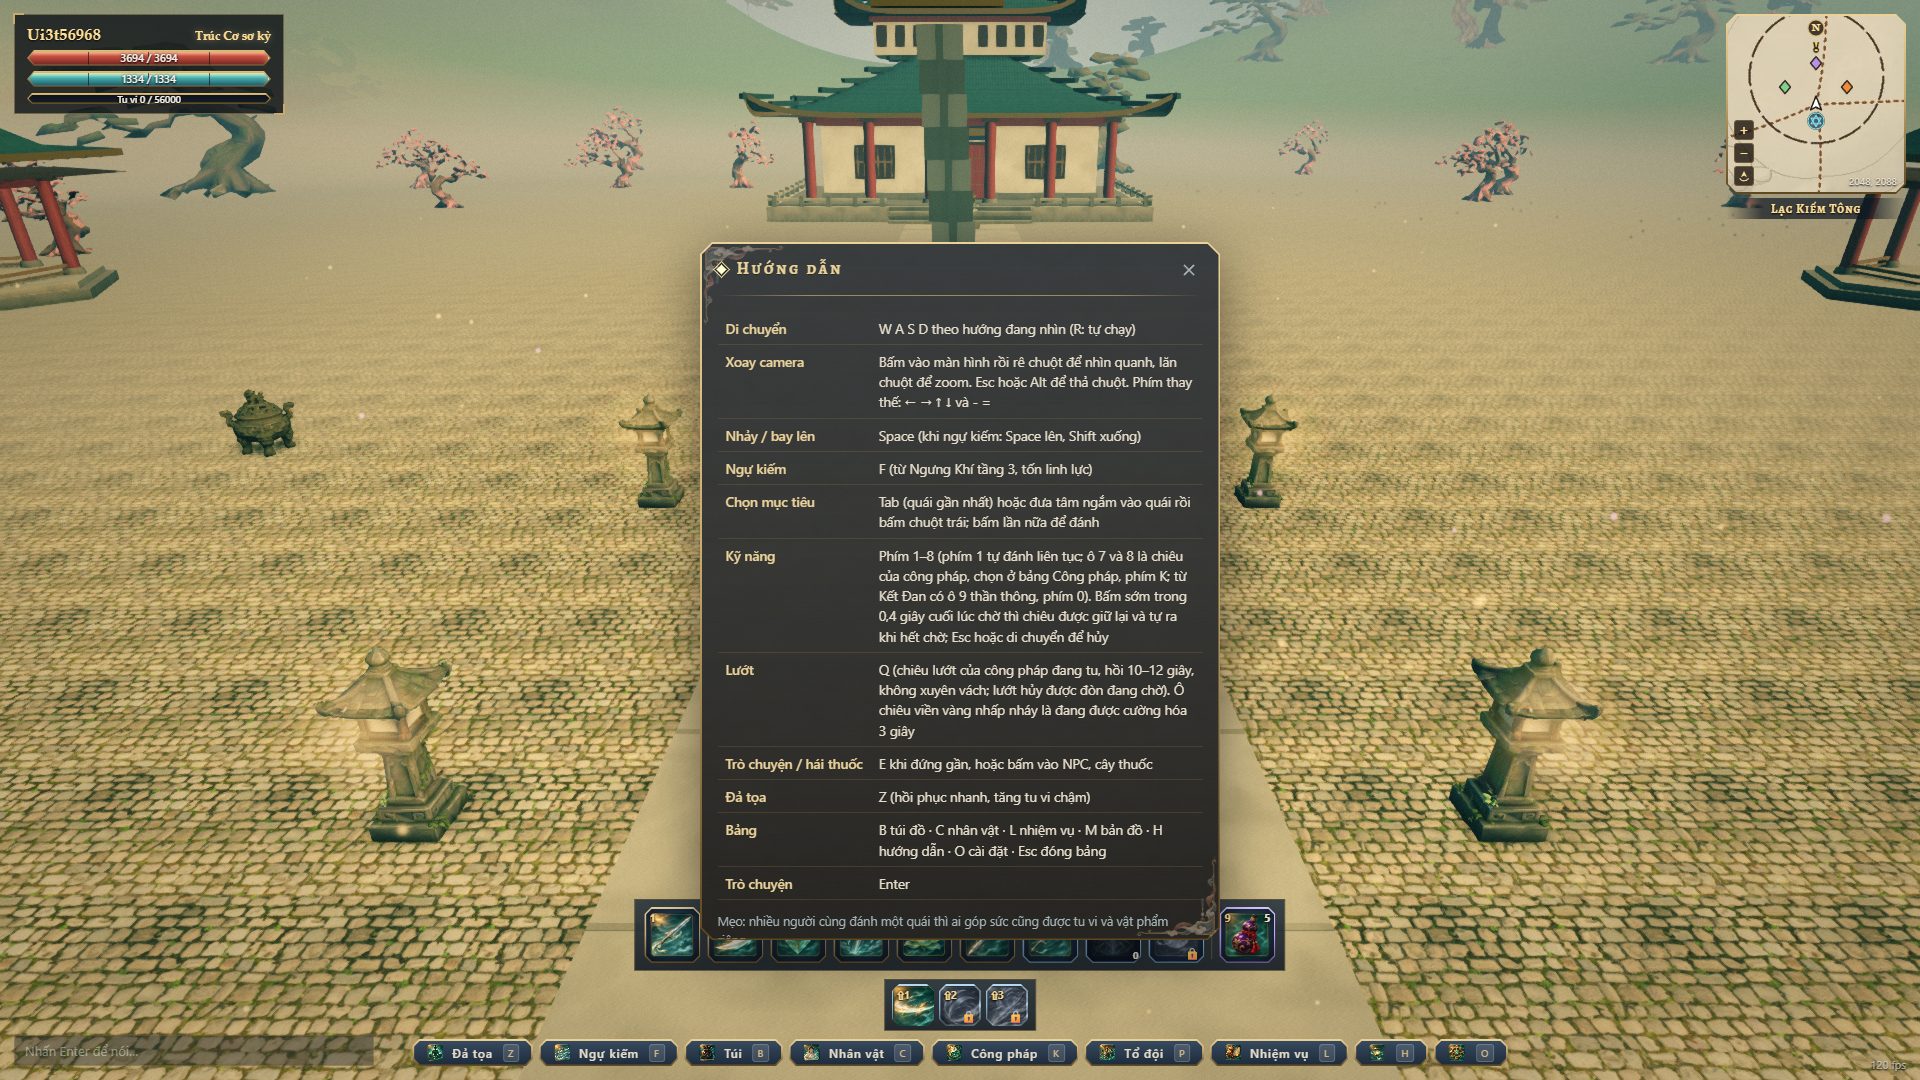 Ui3t56968
Trúc Cơ sơ kỳ
3694 / 3694
1334 / 1334
Tu vi 0 / 56000
N
+
−
2048, 2088
Lạc Kiếm Tông
Hướng dẫn
Di chuyển
W A S D theo hướng đang nhìn (R: tự chạy)
Xoay camera
Bấm vào màn hình rồi rê chuột để nhìn quanh, lăn
chuột để zoom. Esc hoặc Alt để thả chuột. Phím thay
thế: ← → ↑ ↓ và - =
Nhảy / bay lên
Space (khi ngự kiếm: Space lên, Shift xuống)
Ngự kiếm
F (từ Ngưng Khí tầng 3, tốn linh lực)
Chọn mục tiêu
Tab (quái gần nhất) hoặc đưa tâm ngắm vào quái rồi
bấm chuột trái; bấm lần nữa để đánh
Kỹ năng
Phím 1–8 (phím 1 tự đánh liên tục; ô 7 và 8 là chiêu
của công pháp, chọn ở bảng Công pháp, phím K; từ
Kết Đan có ô 9 thần thông, phím 0). Bấm sớm trong
0,4 giây cuối lúc chờ thì chiêu được giữ lại và tự ra
khi hết chờ; Esc hoặc di chuyển để hủy
Lướt
Q (chiêu lướt của công pháp đang tu, hồi 10–12 giây,
không xuyên vách; lướt hủy được đòn đang chờ). Ô
chiêu viền vàng nhấp nháy là đang được cường hóa
3 giây
Trò chuyện / hái thuốc
E khi đứng gần, hoặc bấm vào NPC, cây thuốc
Đả tọa
Z (hồi phục nhanh, tăng tu vi chậm)
Bảng
B túi đồ · C nhân vật · L nhiệm vụ · M bản đồ · H
hướng dẫn · O cài đặt · Esc đóng bảng
Trò chuyện
Enter
Mẹo: nhiều người cùng đánh một quái thì ai góp sức cũng được tu vi và vật phẩm
1
0
9
5
⇧1
⇧2
⇧3
Nhấn Enter để nói...
Đả tọa Z
Ngự kiếm F
Túi B
Nhân vật C
Công pháp K
Tổ đội P
Nhiệm vụ L
H
O
120 fps